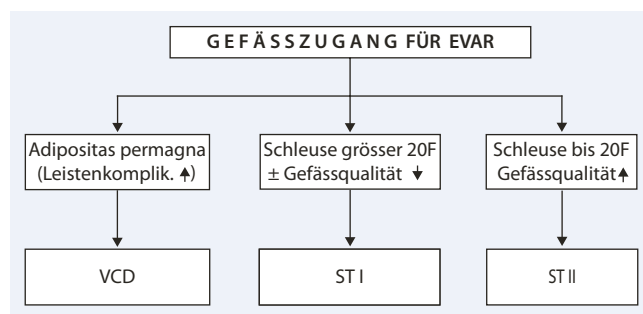 GEFÄSSZUGANG FÜR EVAR
Adipositas permagna
(Leistenkomplik. ↑)
Schleuse grösser 20F
± Gefässqualität ↓
Schleuse bis 20F
Gefässqualität ↑
VCD
ST I
ST II